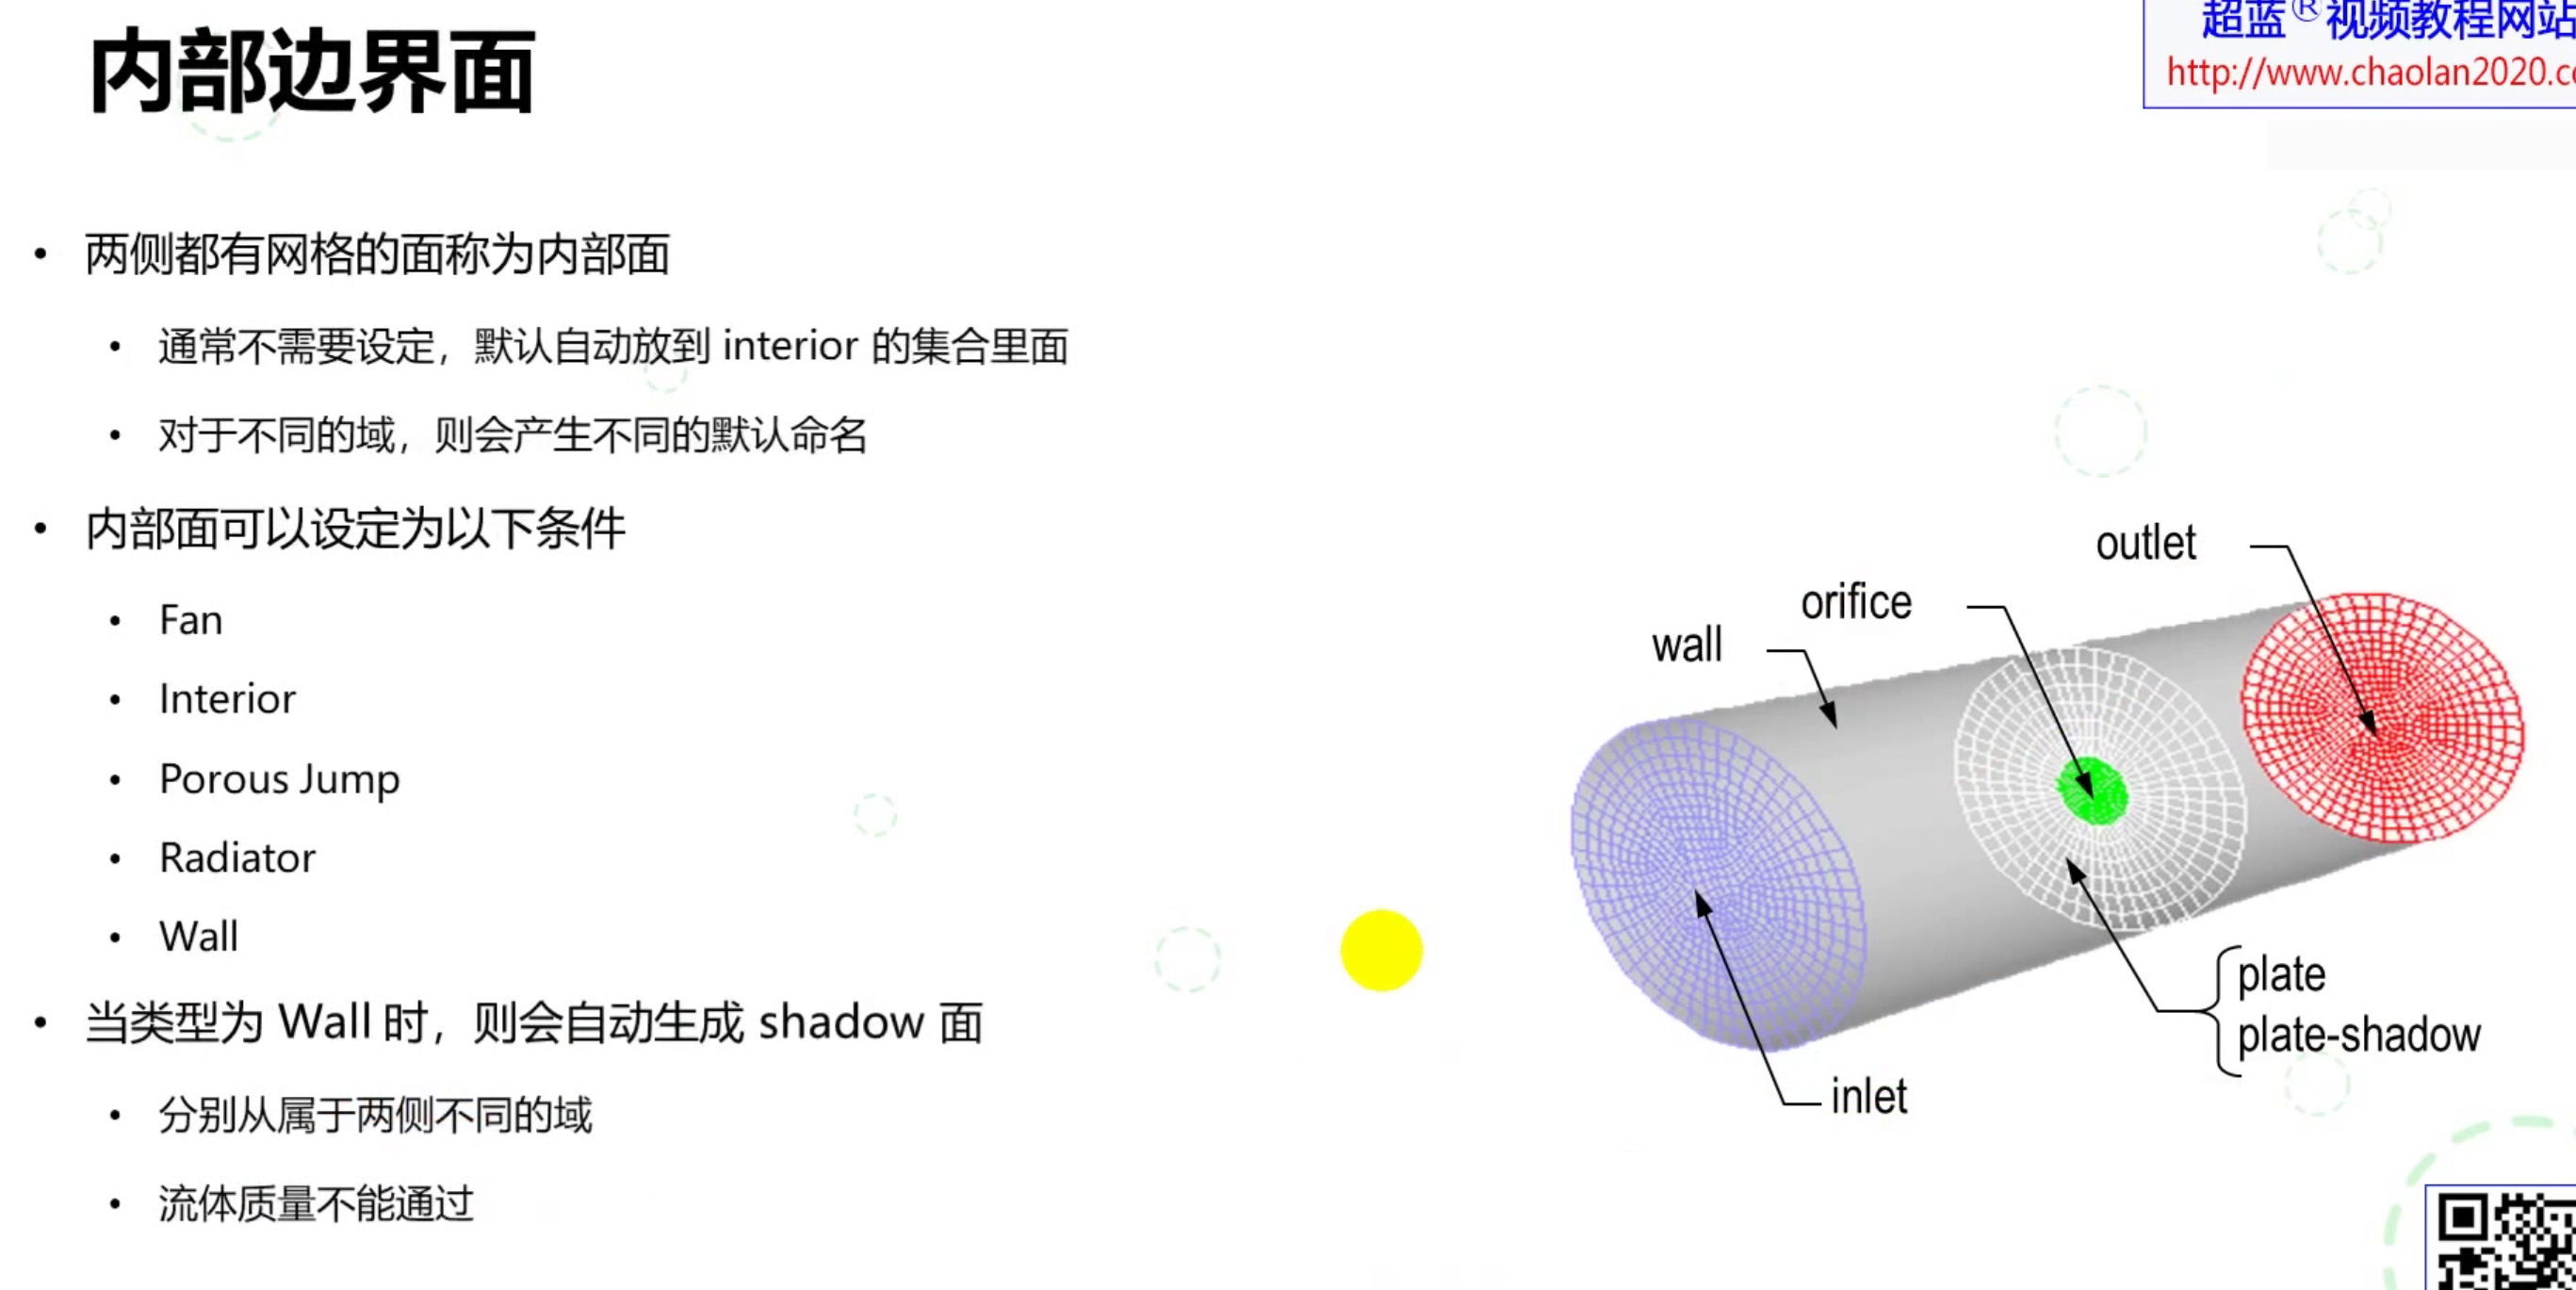 内部边界面
超蓝®视频教程网站
http://www.chaolan2020.c
• 两侧都有网格的面称为内部面
• 通常不需要设定，默认自动放到 interior 的集合里面
• 对于不同的域，则会产生不同的默认命名
• 内部面可以设定为以下条件
• Fan
• Interior
• Porous Jump
• Radiator
• Wall
• 当类型为 Wall 时，则会自动生成 shadow 面
• 分别从属于两侧不同的域
• 流体质量不能通过
outlet
orifice
wall
plate
plate-shadow
inlet